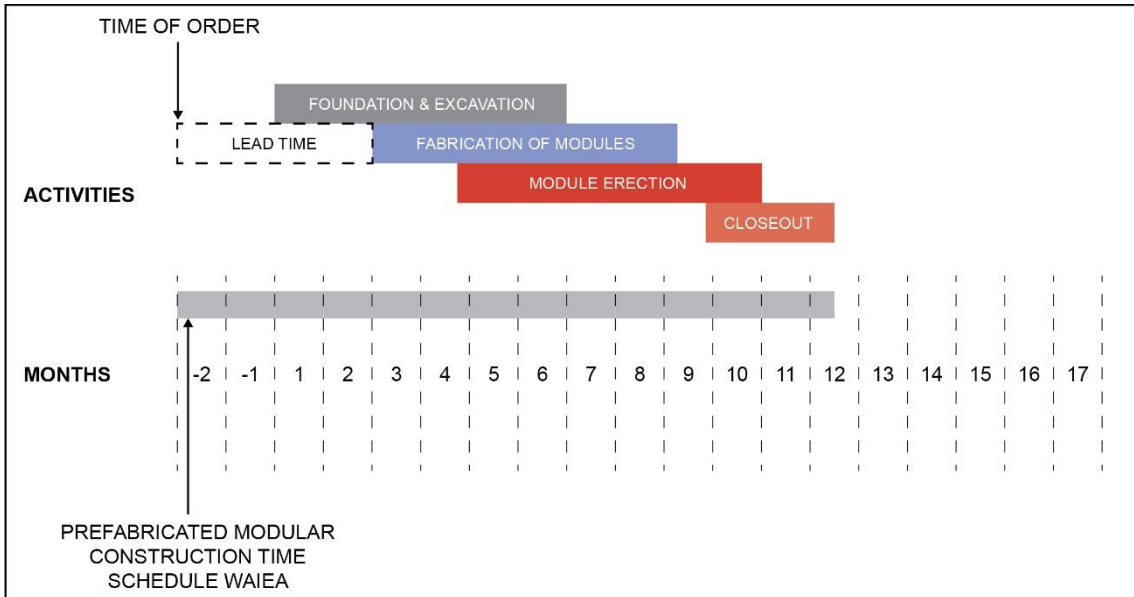 TIME OF ORDER
FOUNDATION & EXCAVATION
LEAD TIME
FABRICATION OF MODULES
MODULE ERECTION
ACTIVITIES
CLOSEOUT
MONTHS -2 -1 1 2 3 4 5 6 7 8 9 10 11 12 13 14 15 16 17
PREFABRICATED MODULAR
CONSTRUCTION TIME
SCHEDULE WAIEA